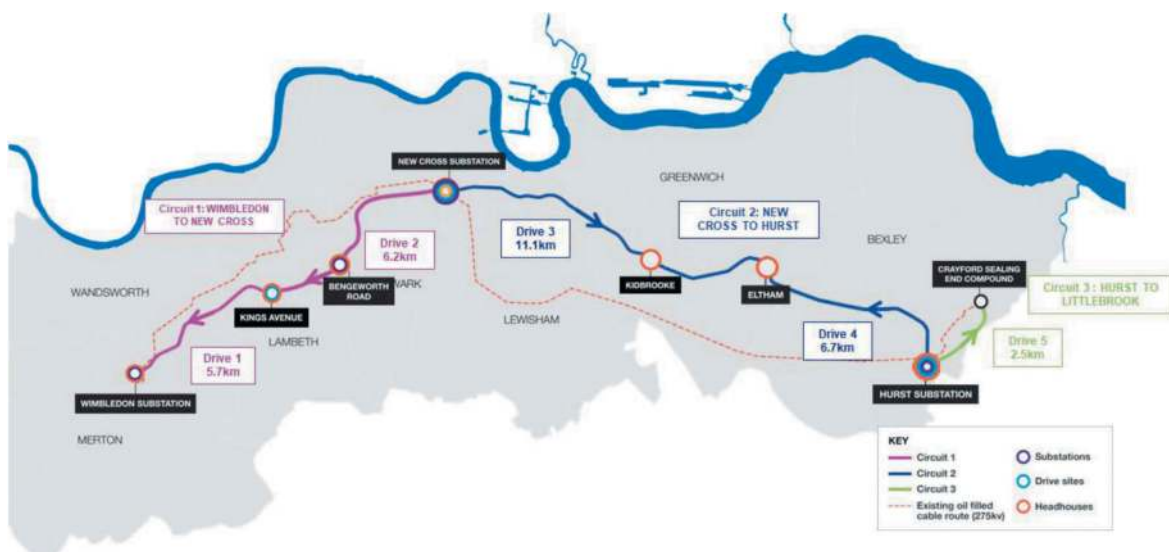 NEW CROSS SUBSTATION
GREENWICH
Circuit 1: WIMBLEDON
TO NEW CROSS
Circuit 2: NEW
CROSS TO HURST
Drive 3
11.1km
BEXLEY
Drive 2
6.2km
WARK
CRAYFORD SEALING
END COMPOUND
Circuit 3 : HURST TO
LITTLEBROOK
WANDSWORTH
BENGEWORTH
ROAD
KIDBROOKE
ELTHAM
KINGS AVENUE
LEWISHAM
LAMBETH
Drive 4
6.7km
Drive 5
2.5km
Drive 1
5.7km
HURST SUBSTATION
WIMBLEDON SUBSTATION
MERTON
KEY
Circuit 1
Circuit 2
Circuit 3
Existing oil filled
cable route (275kv)
Substations
Drive sites
Headhouses